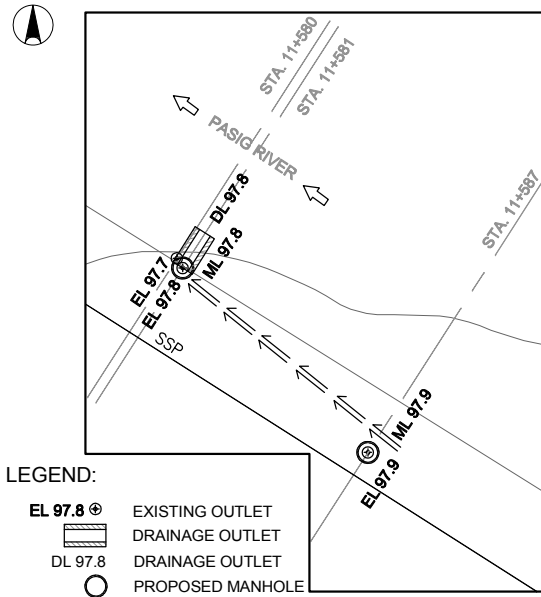 STA. 11+580
STA. 11+581
PASIG RIVER
STA. 11+587
DL 97.8
ML 97.8
EL 97.7
EL 97.8
SSP
ML 97.9
EL 97.9
LEGEND:
EL 97.8 EXISTING OUTLET
DRAINAGE OUTLET
DL 97.8 DRAINAGE OUTLET
PROPOSED MANHOLE